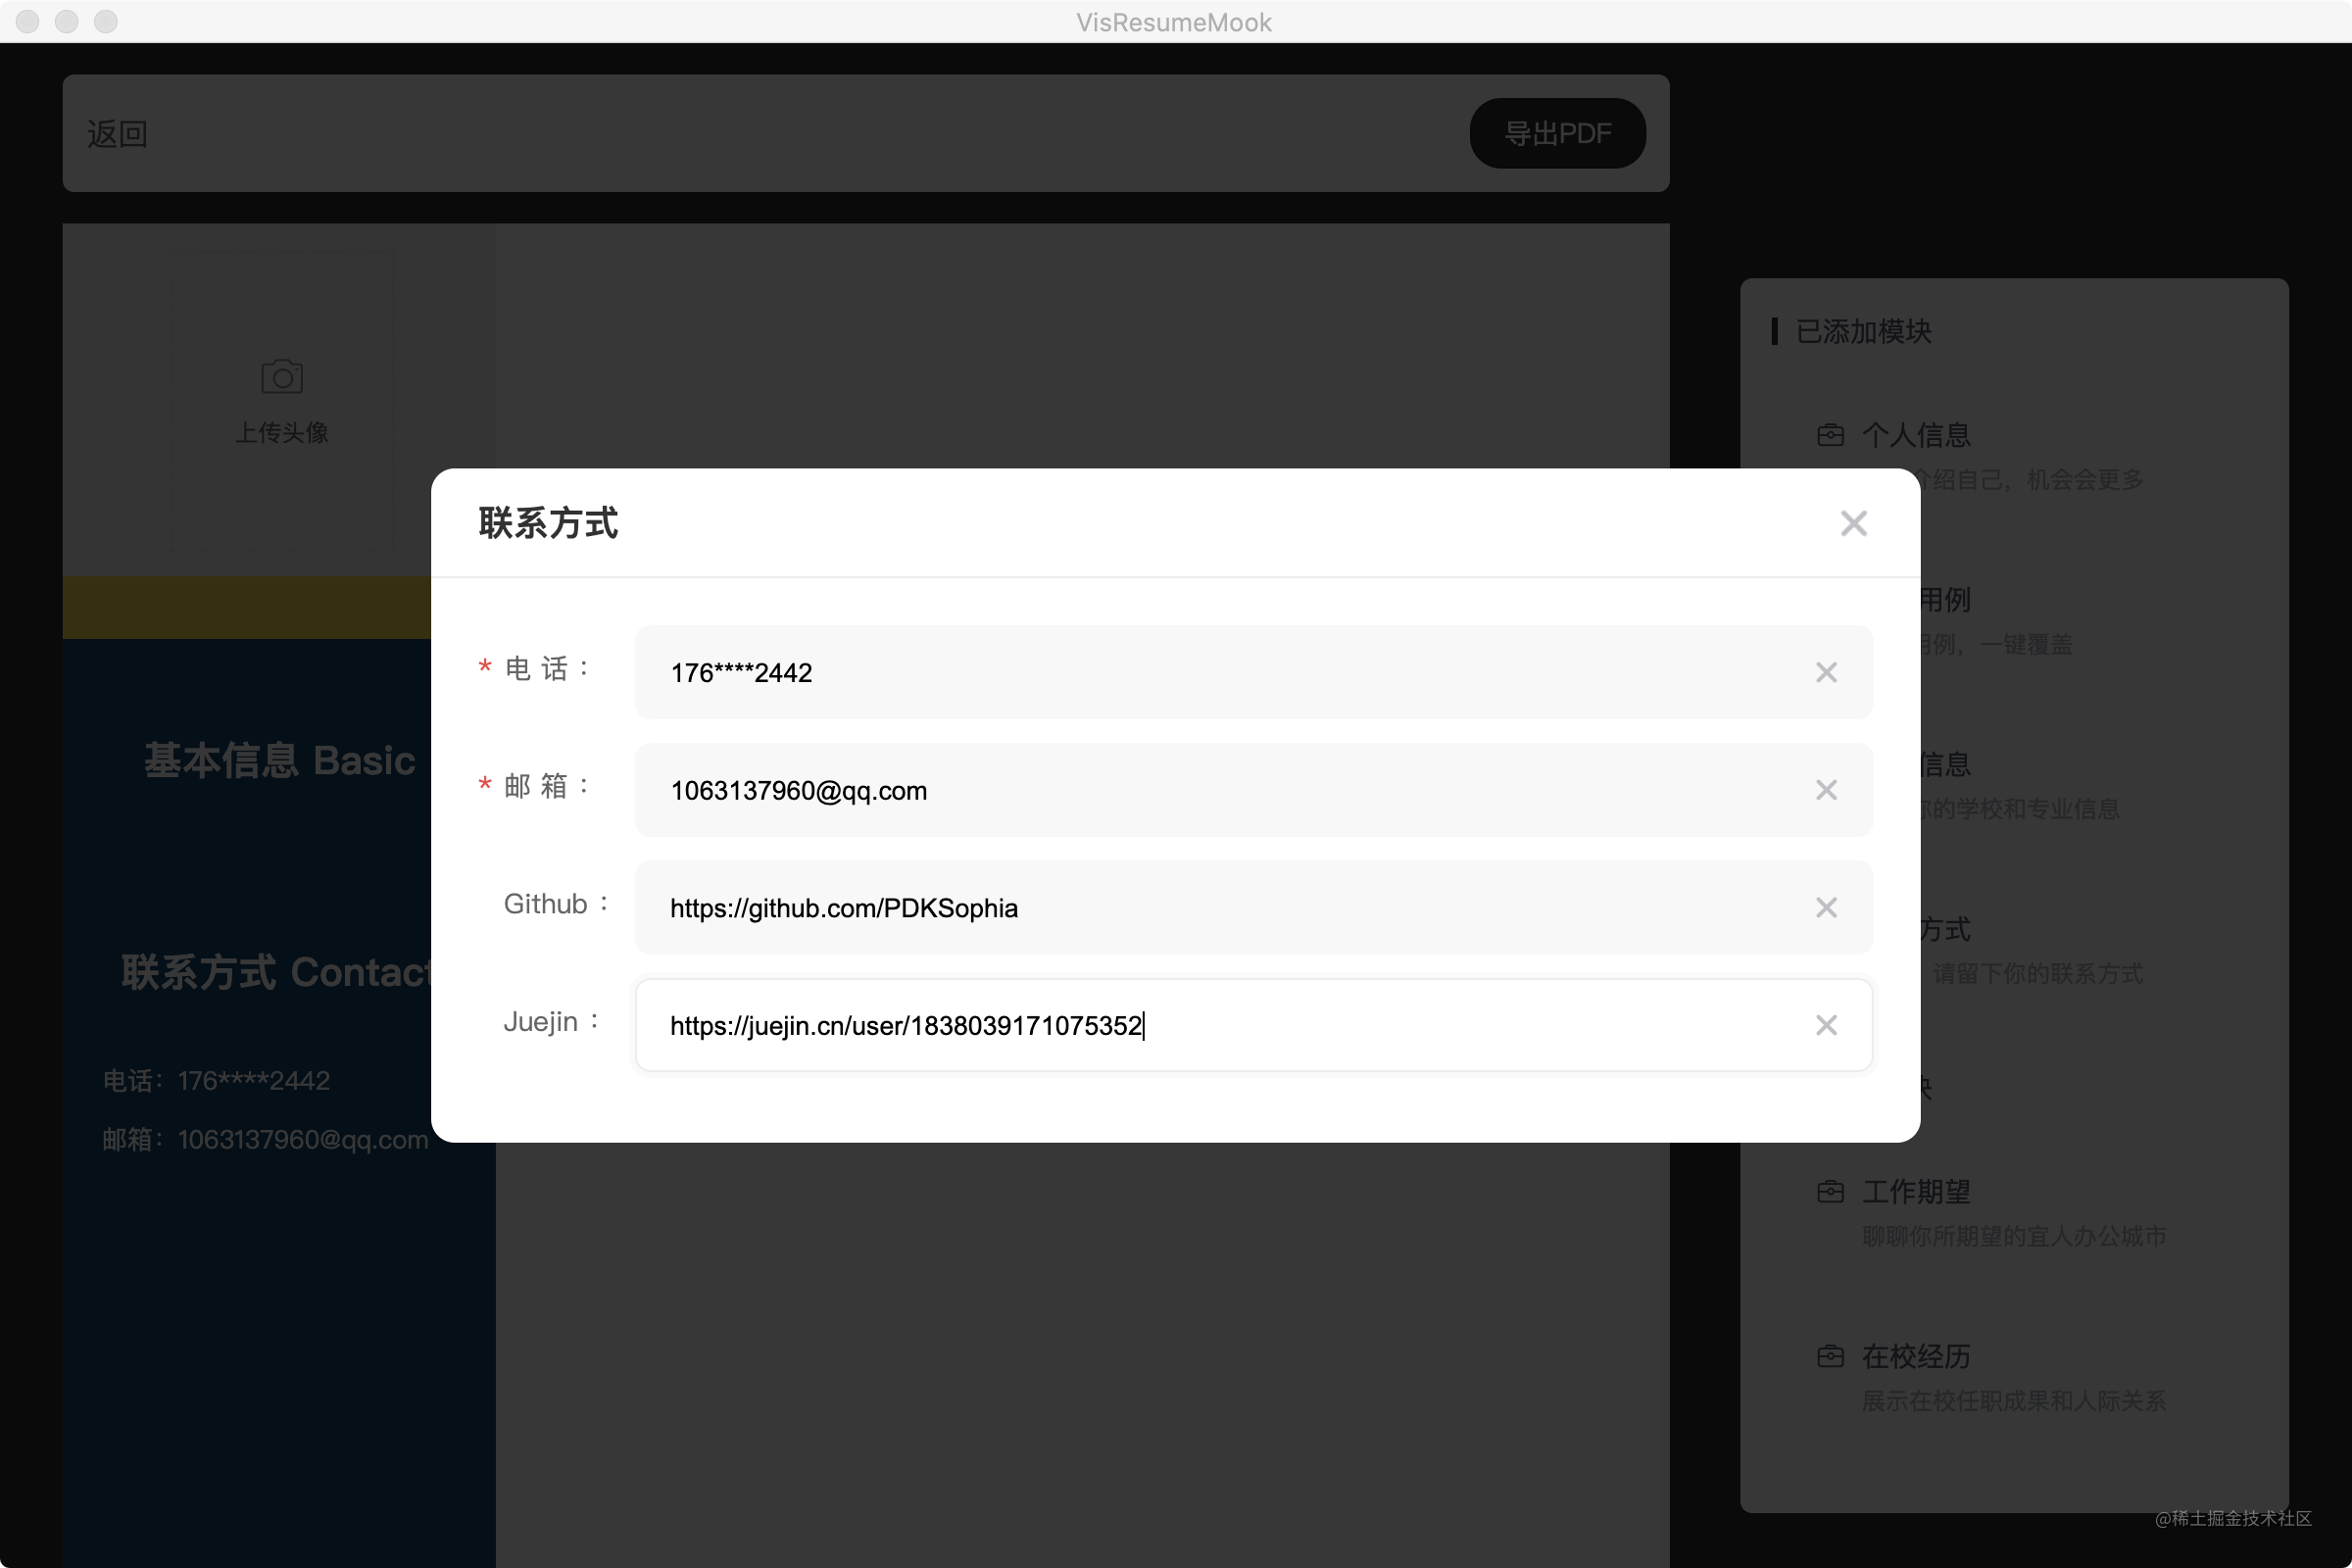 VisResumeMook
返回
导出PDF
上传头像
基本信息 Basic
联系方式 Contact
电话：176****2442
邮箱：1063137960@qq.com
联系方式
* 电 话 ：
176****2442
* 邮 箱 ：
1063137960@qq.com
Github ：
https://github.com/PDKSophia
Juejin ：
https://juejin.cn/user/1838039171075352
已添加模块
个人信息
介绍自己，机会会更多
用例
用例，一键覆盖
信息
你的学校和专业信息
方式
请留下你的联系方式
工作期望
聊聊你所期望的宜人办公城市
在校经历
展示在校任职成果和人际关系
@稀土掘金技术社区